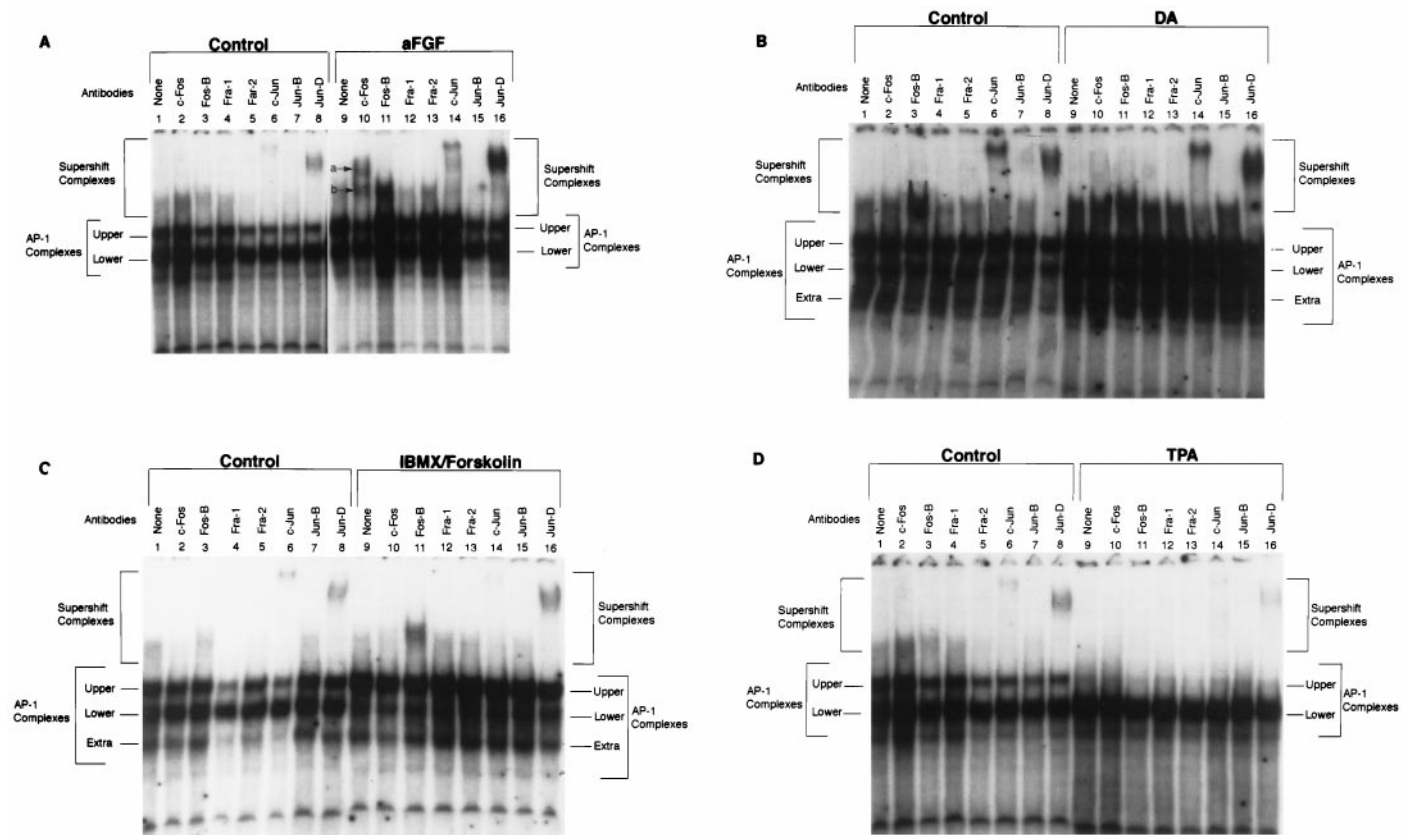 A
Control
aFGF
Antibodies
None c-Fos Fos-B Fra-1 Far-2 c-Jun Jun-B Jun-D None c-Fos Fos-B Fra-1 Fra-2 c-Jun Jun-B Jun-D
1 2 3 4 5 6 7 8 9 10 11 12 13 14 15 16
Supershift
Complexes
a
b
Supershift
Complexes
AP-1
Complexes
Upper
Lower
Upper
Lower
AP-1
Complexes
B
Control
DA
Antibodies
None c-Fos Fos-B Fra-1 Fra-2 c-Jun Jun-B Jun-D None c-Fos Fos-B Fra-1 Fra-2 c-Jun Jun-B Jun-D
1 2 3 4 5 6 7 8 9 10 11 12 13 14 15 16
Supershift
Complexes
Supershift
Complexes
AP-1
Complexes
Upper
Lower
Extra
Upper
Lower
Extra
AP-1
Complexes
C
Control
IBMX/Forskolin
Antibodies
None c-Fos Fos-B Fra-1 Fra-2 c-Jun Jun-B Jun-D None c-Fos Fos-B Fra-1 Fra-2 c-Jun Jun-B Jun-D
1 2 3 4 5 6 7 8 9 10 11 12 13 14 15 16
Supershift
Complexes
Supershift
Complexes
AP-1
Complexes
Upper
Lower
Extra
Upper
Lower
Extra
AP-1
Complexes
D
Control
TPA
Antibodies
None c-Fos Fos-B Fra-1 Fra-2 c-Jun Jun-B Jun-D None c-Fos Fos-B Fra-1 Fra-2 c-Jun Jun-B Jun-D
1 2 3 4 5 6 7 8 9 10 11 12 13 14 15 16
Supershift
Complexes
Supershift
Complexes
AP-1
Complexes
Upper
Lower
Upper
Lower
AP-1
Complexes